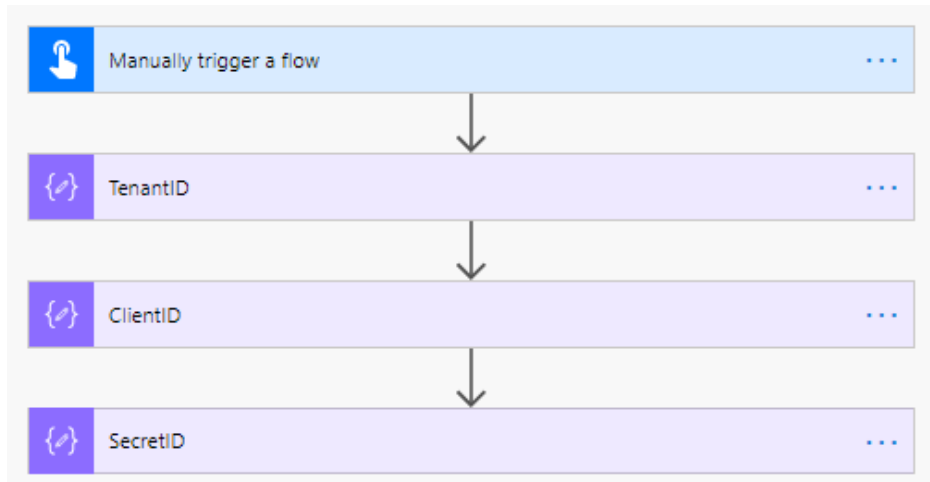 Manually trigger a flow
TenantID
ClientID
SecretID